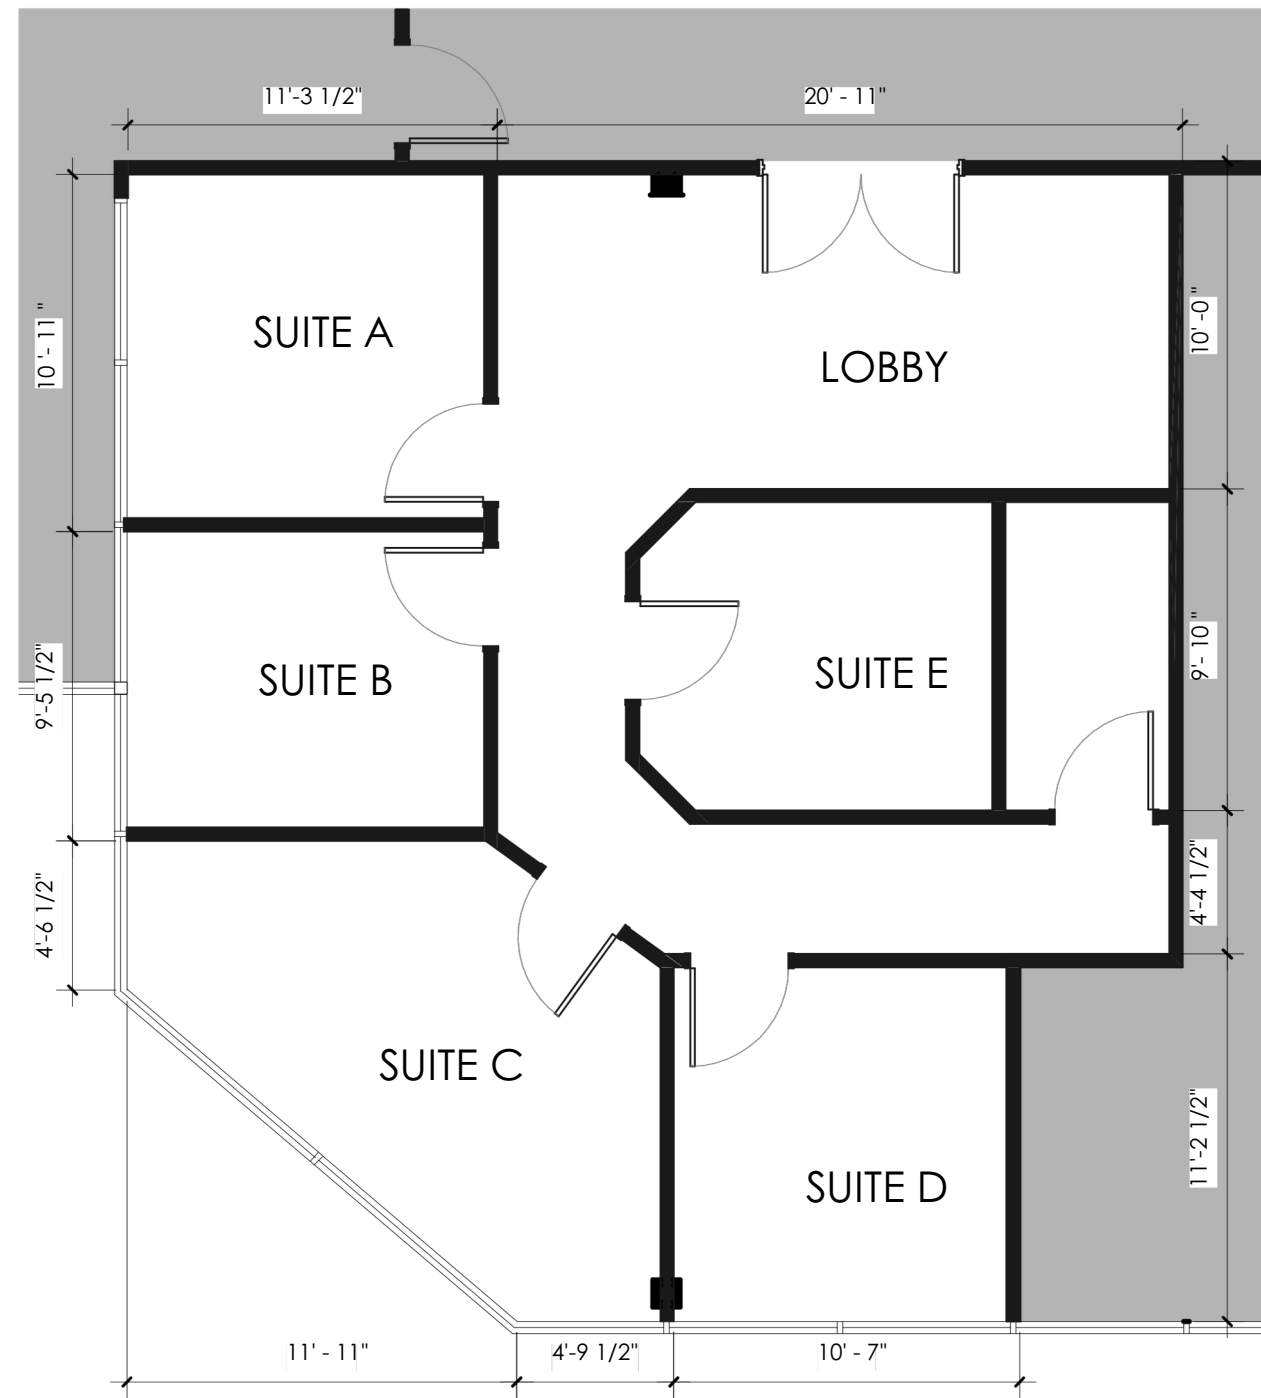 11'-3 1/2"
20' - 11"
10' - 11"
SUITE A
LOBBY
10' -0"
9'-5 1/2"
SUITE B
SUITE E
9'- 10"
4'-6 1/2"
4'-4 1/2"
SUITE C
SUITE D
11'-2 1/2"
11' - 11"
4'-9 1/2"
10' - 7"